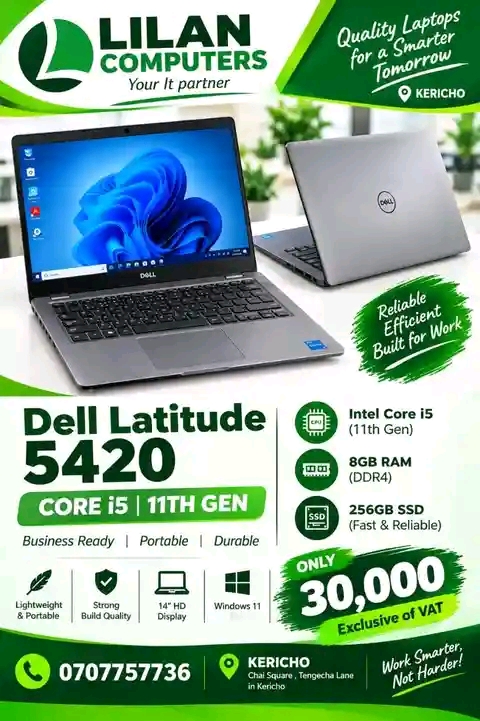 LILAN
COMPUTERS
Your It partner
Quality Laptops
for a Smarter
Tomorrow
KERICHO
DELL
DELL
Reliable
Efficient
Built for Work
Dell Latitude
5420
CORE i5 | 11TH GEN
Business Ready | Portable | Durable
CPU
Intel Core i5
(11th Gen)
8GB RAM
(DDR4)
SSD
256GB SSD
(Fast & Reliable)
Lightweight
& Portable
Strong
Build Quality
14" HD
Display
Windows 11
ONLY
30,000
Exclusive of VAT
0707757736
KERICHO
Chai Square , Tengecha Lane
in Kericho
Work Smarter,
Not Harder!